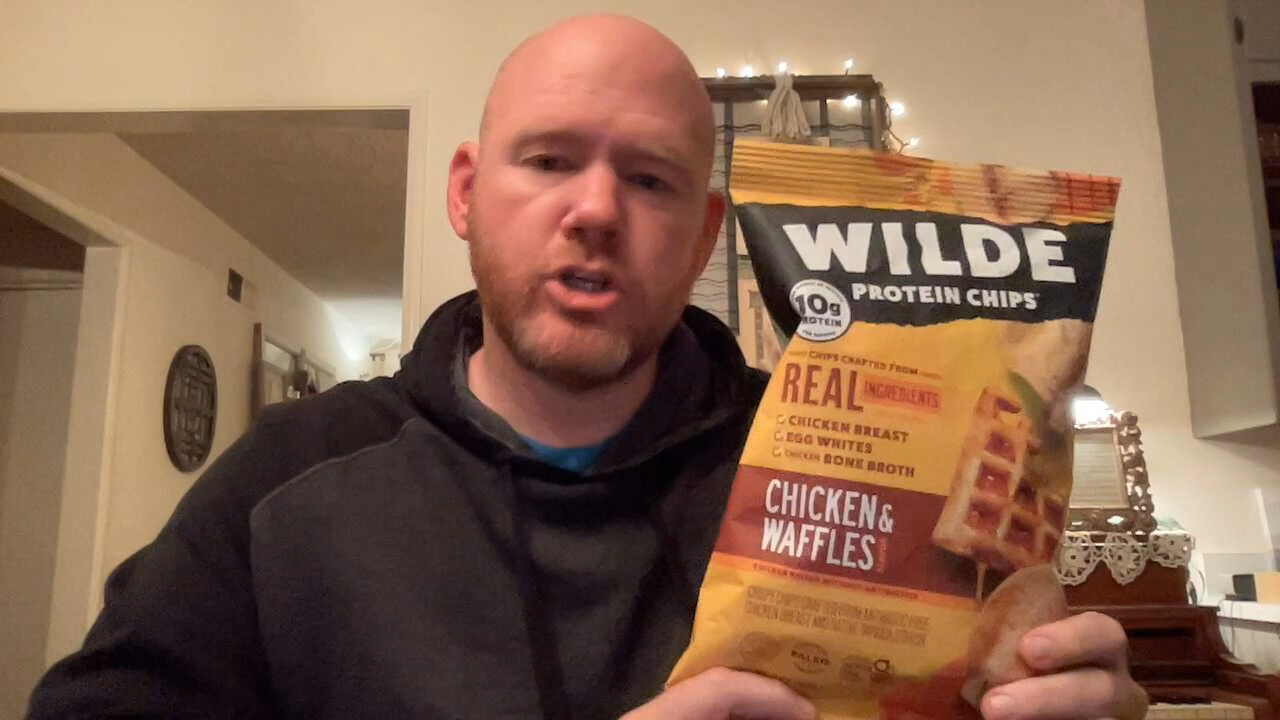 WILDE
PROTEIN CHIPS
10g
PROTEIN
CHIPS CRAFTED FROM
REAL INGREDIENTS
CHICKEN BREAST
EGG WHITES
CHICKEN BONE BROTH
CHICKEN &
WAFFLES
PALEO